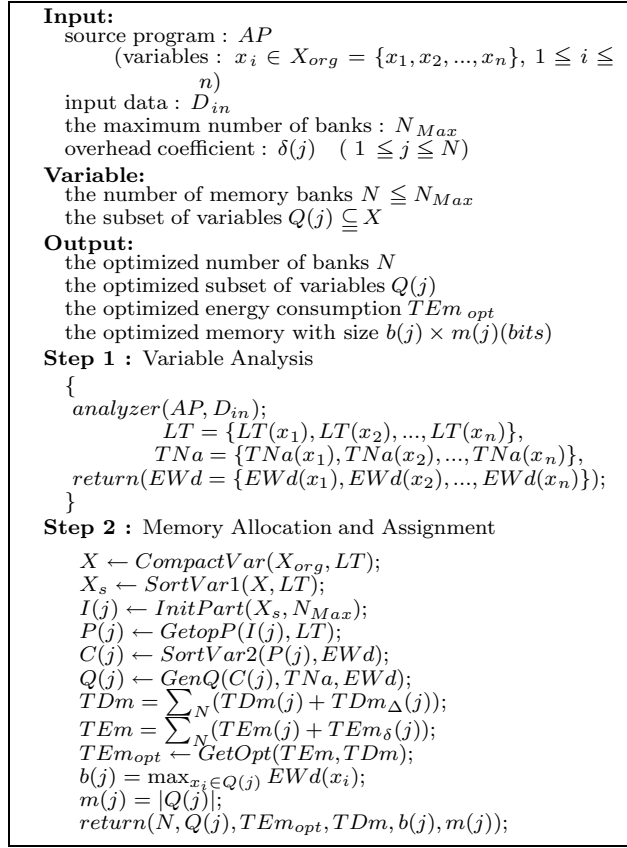 Input:
source program : AP
(variables : x_i ∈ X_org = {x_1, x_2, ..., x_n}, 1 ≦ i ≦
n)
input data : D_in
the maximum number of banks : N_Max
overhead coefficient : δ(j) ( 1 ≦ j ≦ N)
Variable:
the number of memory banks N ≦ N_Max
the subset of variables Q(j) ⫅ X
Output:
the optimized number of banks N
the optimized subset of variables Q(j)
the optimized energy consumption TEm_opt
the optimized memory with size b(j) × m(j)(bits)
Step 1 : Variable Analysis
{
analyzer(AP, D_in);
LT = {LT(x_1), LT(x_2), ..., LT(x_n)},
TNa = {TNa(x_1), TNa(x_2), ..., TNa(x_n)},
return(EWd = {EWd(x_1), EWd(x_2), ..., EWd(x_n)});
}
Step 2 : Memory Allocation and Assignment
X ← CompactVar(X_org, LT);
X_s ← SortVar1(X, LT);
I(j) ← InitPart(X_s, N_Max);
P(j) ← GetopP(I(j), LT);
C(j) ← SortVar2(P(j), EWd);
Q(j) ← GenQ(C(j), TNa, EWd);
TDm = ∑_N(TDm(j) + TDm_Δ(j));
TEm = ∑_N(TEm(j) + TEm_δ(j));
TEm_opt ← GetOpt(TEm, TDm);
b(j) = max_{x_i∈Q(j)} EWd(x_i);
m(j) = |Q(j)|;
return(N, Q(j), TEm_opt, TDm, b(j), m(j));